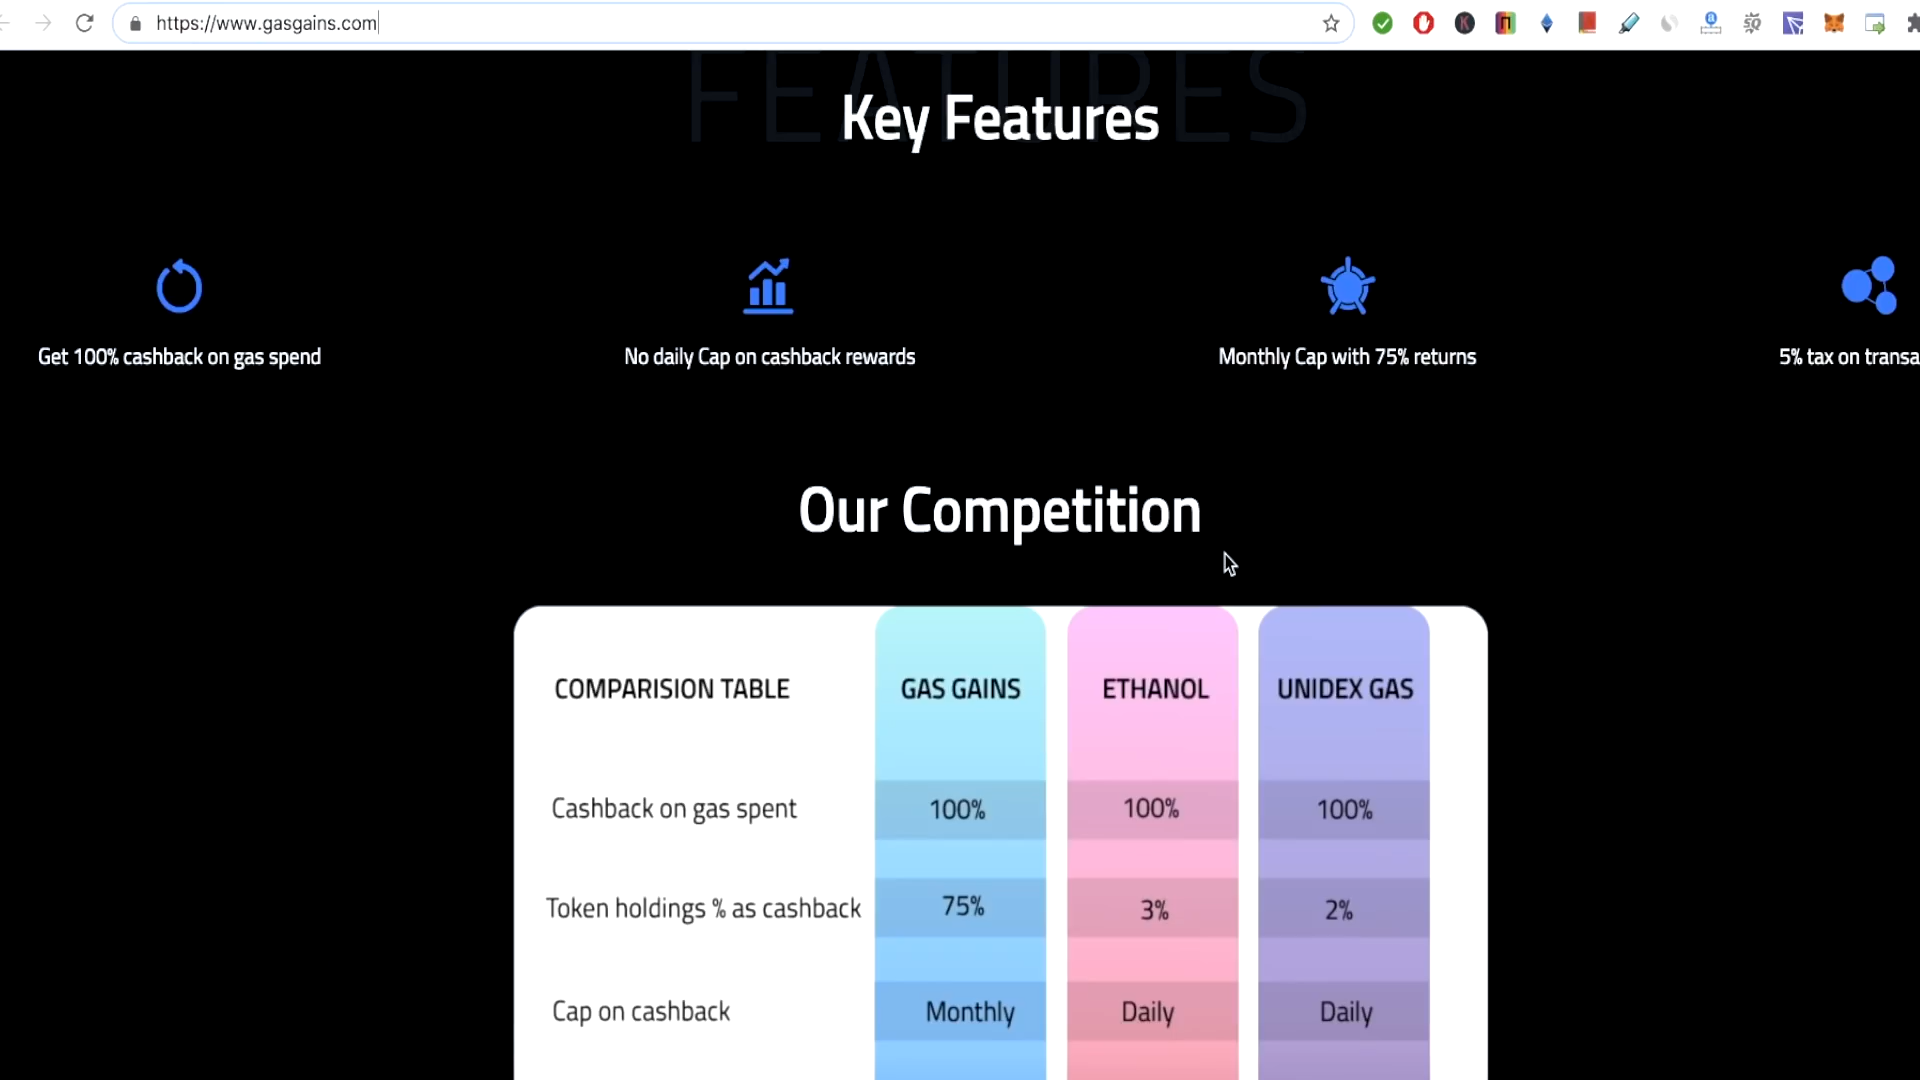 https://www.gasgains.com
FEATURES
Key Features
Get 100% cashback on gas spend
No daily Cap on cashback rewards
Monthly Cap with 75% returns
5% tax on transa
Our Competition
COMPARISION TABLE GAS GAINS ETHANOL UNIDEX GAS
Cashback on gas spent 100% 100% 100%
Token holdings % as cashback 75% 3% 2%
Cap on cashback Monthly Daily Daily